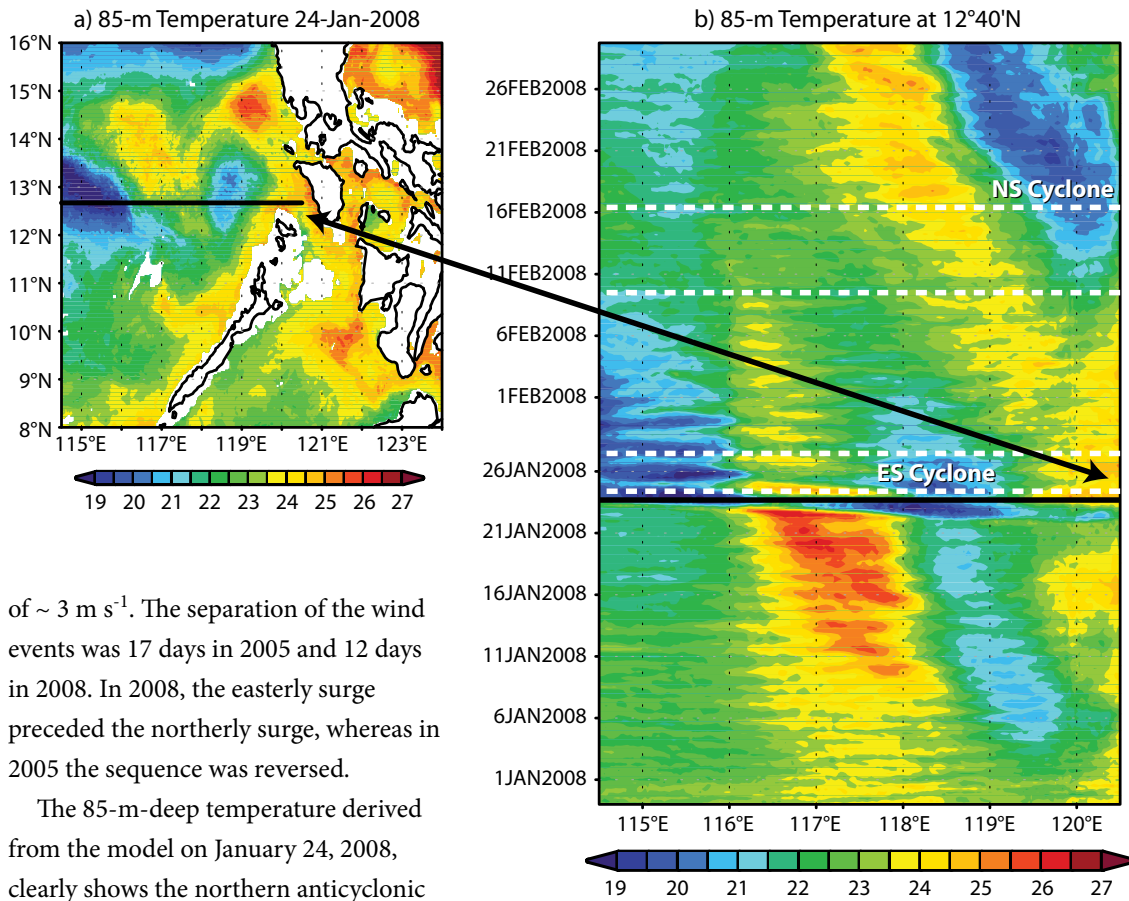 a) 85-m Temperature 24-Jan-2008
16°N
15°N
14°N
13°N
12°N
11°N
10°N
9°N
8°N
115°E 117°E 119°E 121°E 123°E
19 20 21 22 23 24 25 26 27
b) 85-m Temperature at 12°40'N
26FEB2008
21FEB2008
16FEB2008
11FEB2008
6FEB2008
1FEB2008
26JAN2008
21JAN2008
16JAN2008
11JAN2008
6JAN2008
1JAN2008
NS Cyclone
ES Cyclone
115°E 116°E 117°E 118°E 119°E 120°E
19 20 21 22 23 24 25 26 27
of ~ 3 m s⁻¹. The separation of the wind
events was 17 days in 2005 and 12 days
in 2008. In 2008, the easterly surge
preceded the northerly surge, whereas in
2005 the sequence was reversed.
The 85-m-deep temperature derived
from the model on January 24, 2008,
clearly shows the northern anticyclonic